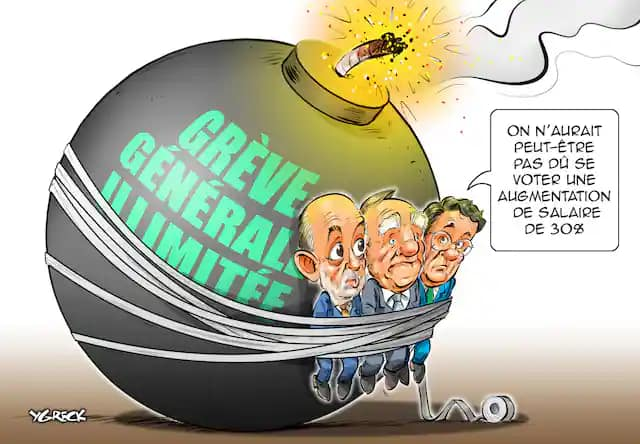 GRÈVE
GÉNÉRALE
ILLIMITÉE
ON N'AURAIT
PEUT-ÊTRE
PAS DÛ SE
VOTER UNE
AUGMENTATION
DE SALAIRE
DE 30%
YGRECK